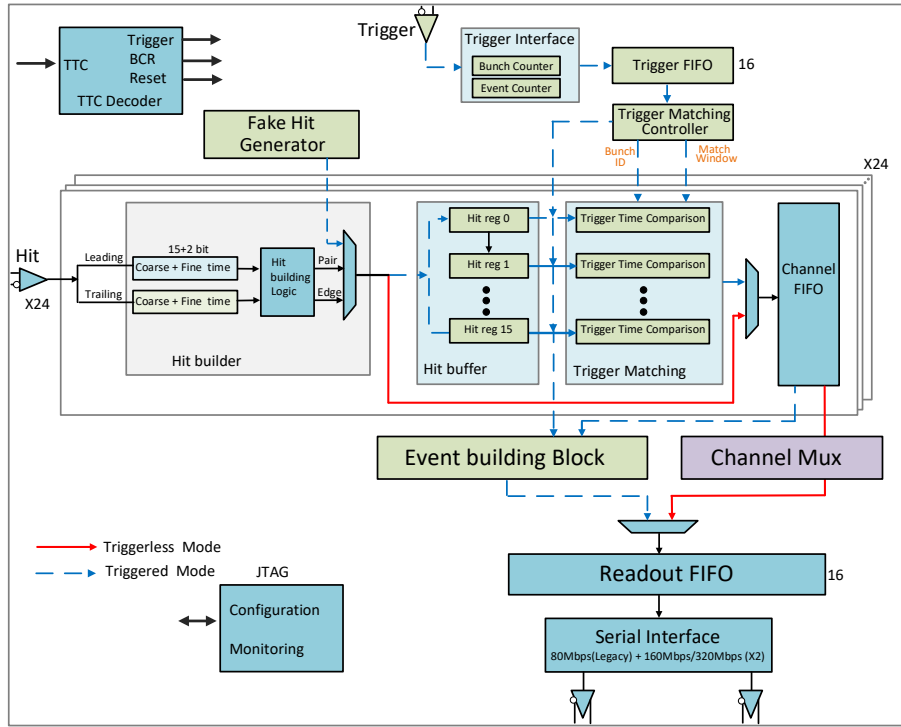 Trigger
TTC
Trigger
BCR
Reset
TTC Decoder
Trigger Interface
Bunch Counter
Event Counter
Trigger FIFO
16
Fake Hit
Generator
Trigger Matching
Controller
Bunch
ID
Match
Window
X24
Hit
X24
Leading
Trailing
15+2 bit
Coarse + Fine time
Coarse + Fine time
Hit
building
Logic
Pair
Edge
Hit builder
Hit reg 0
Hit reg 1
Hit reg 15
Hit buffer
Trigger Time Comparison
Trigger Time Comparison
Trigger Time Comparison
Trigger Matching
Channel
FIFO
Event building Block
Channel Mux
Triggerless Mode
Triggered Mode
JTAG
Configuration
Monitoring
Readout FIFO
16
Serial Interface
80Mbps(Legacy) + 160Mbps/320Mbps (X2)